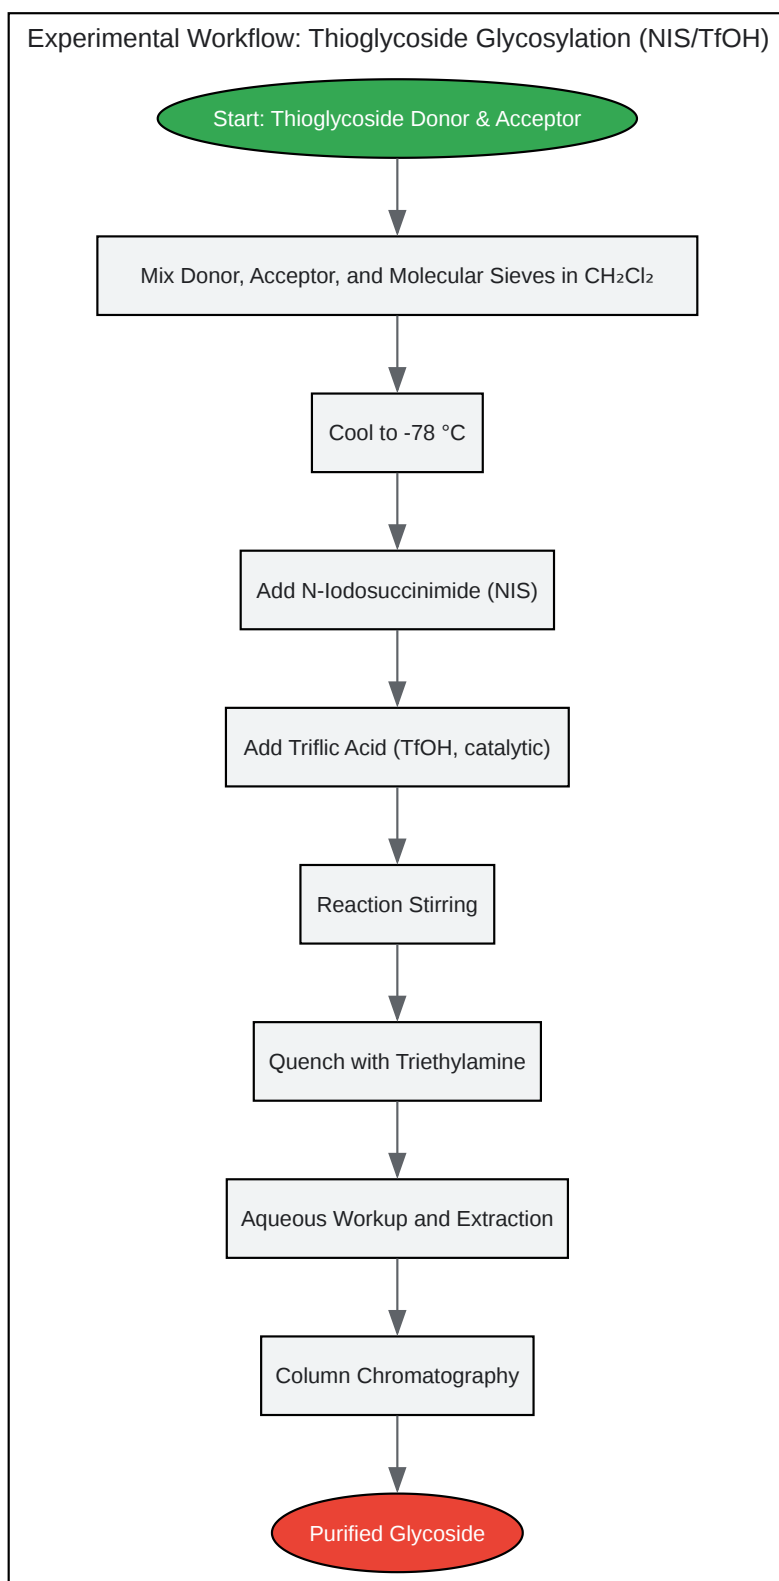 Experimental Workflow: Thioglycoside Glycosylation (NIS/TfOH)
Start: Thioglycoside Donor & Acceptor
Mix Donor, Acceptor, and Molecular Sieves in CH₂Cl₂
Cool to -78 °C
Add N-Iodosuccinimide (NIS)
Add Triflic Acid (TfOH, catalytic)
Reaction Stirring
Quench with Triethylamine
Aqueous Workup and Extraction
Column Chromatography
Purified Glycoside